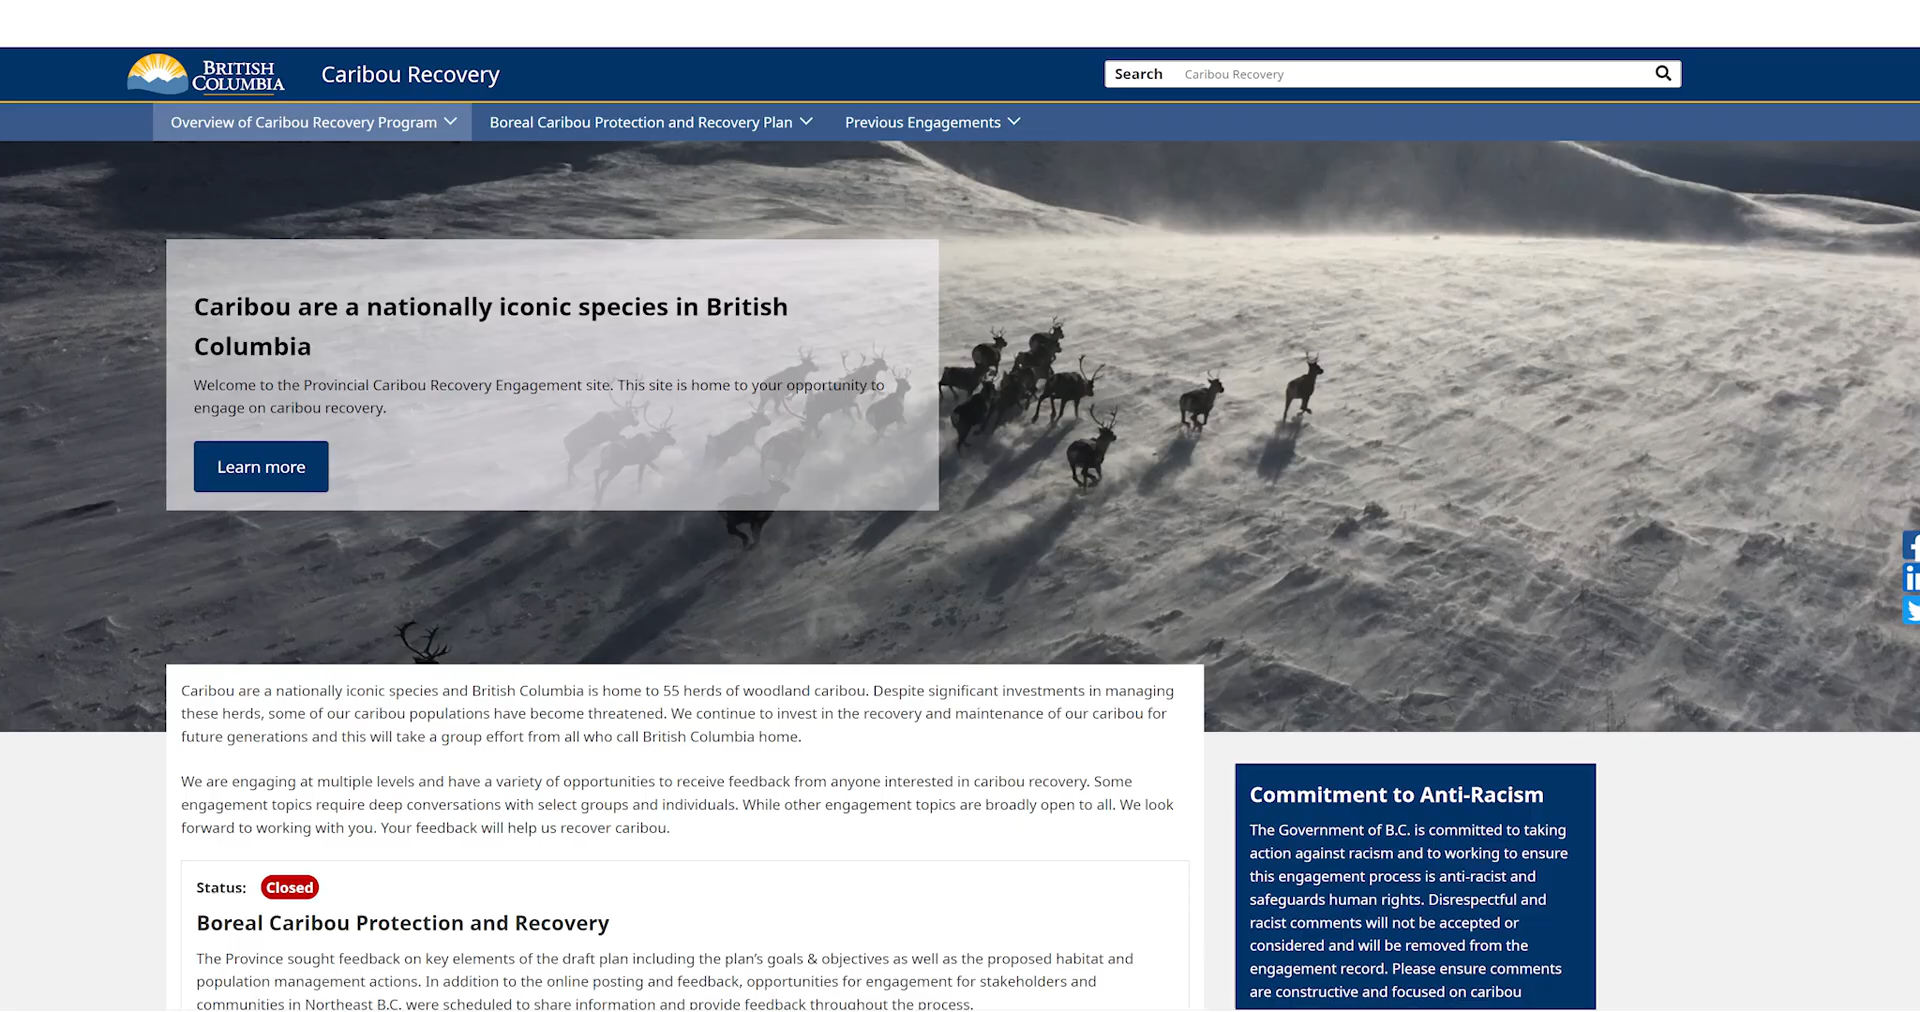 BRITISH
COLUMBIA
Caribou Recovery
Search Caribou Recovery
Overview of Caribou Recovery Program
Boreal Caribou Protection and Recovery Plan
Previous Engagements
Caribou are a nationally iconic species in British
Columbia
Welcome to the Provincial Caribou Recovery Engagement site. This site is home to your opportunity to
engage on caribou recovery.
Learn more
Caribou are a nationally iconic species and British Columbia is home to 55 herds of woodland caribou. Despite significant investments in managing
these herds, some of our caribou populations have become threatened. We continue to invest in the recovery and maintenance of our caribou for
future generations and this will take a group effort from all who call British Columbia home.
We are engaging at multiple levels and have a variety of opportunities to receive feedback from anyone interested in caribou recovery. Some
engagement topics require deep conversations with select groups and individuals. While other engagement topics are broadly open to all. We look
forward to working with you. Your feedback will help us recover caribou.
Status: Closed
Boreal Caribou Protection and Recovery
The Province sought feedback on key elements of the draft plan including the plan’s goals & objectives as well as the proposed habitat and
population management actions. In addition to the online posting and feedback, opportunities for engagement for stakeholders and
communities in Northeast B.C. were scheduled to share information and provide feedback throughout the process.
Commitment to Anti-Racism
The Government of B.C. is committed to taking
action against racism and to working to ensure
this engagement process is anti-racist and
safeguards human rights. Disrespectful and
racist comments will not be accepted or
considered and will be removed from the
engagement record. Please ensure comments
are constructive and focused on caribou